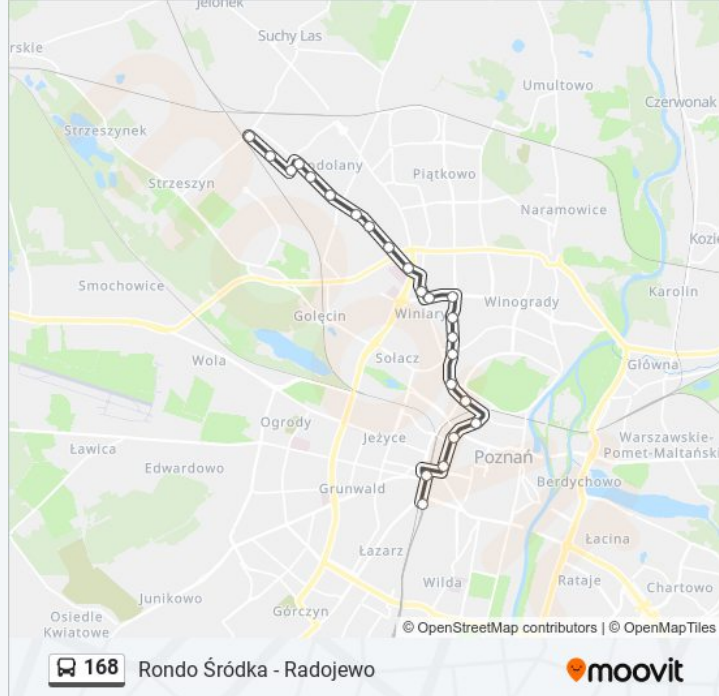 Jelonek
Suchy Las
rskie
Umultowo
Czerwonak
Strzeszynek
Podolany
Piątkowo
Strzeszyn
Naramowice
Kozie
Smochowice
Karolin
Winogrady
Golęcin
Winiary
Wola
Sołacz
Główna
Ogrody
Jeżyce
Ławica
Warszawskie-
Pomet-Maltański
Edwardowo
Poznań
Berdychowo
Grunwald
Łacina
Łazarz
Wilda
Rataje
Chartowo
Junikowo
Górczyn
Osiedle
Kwiatowe
© OpenStreetMap contributors | © OpenMapTiles
168 Rondo Śródka - Radojewo
moovit